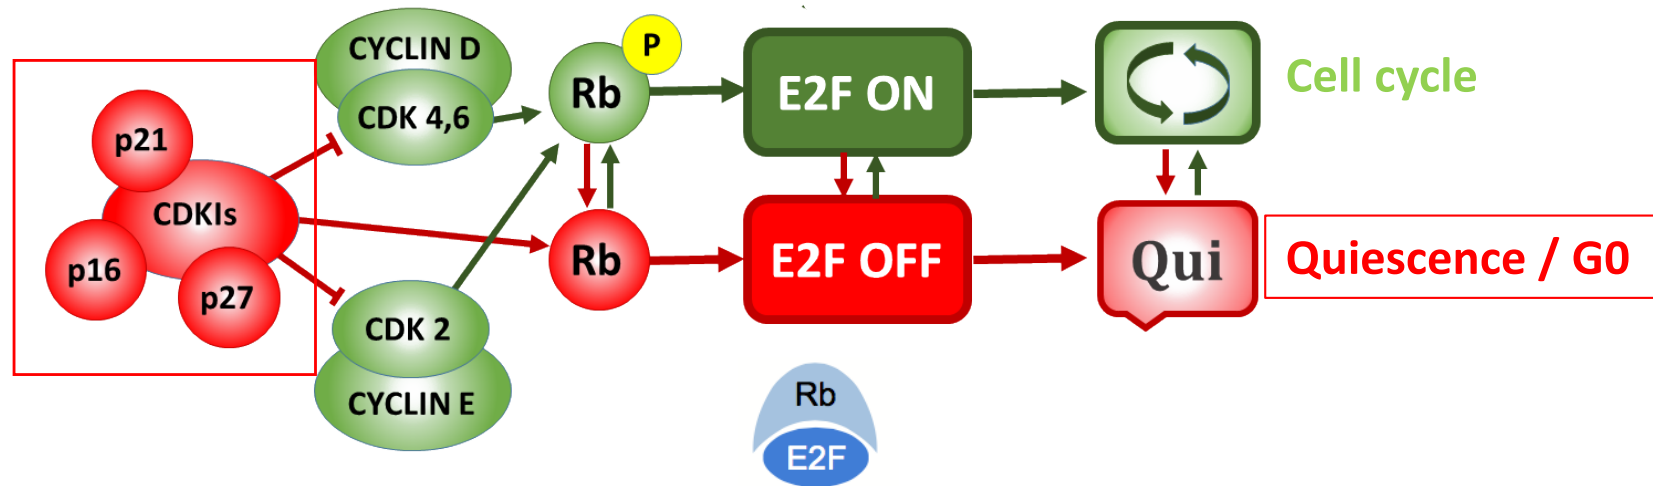 CYCLIN D
CDK 4,6
P
Rb
E2F ON
Cell cycle
p21
CDKIs
p16
p27
Rb
E2F OFF
Qui
Quiescence / G0
CDK 2
CYCLIN E
Rb
E2F